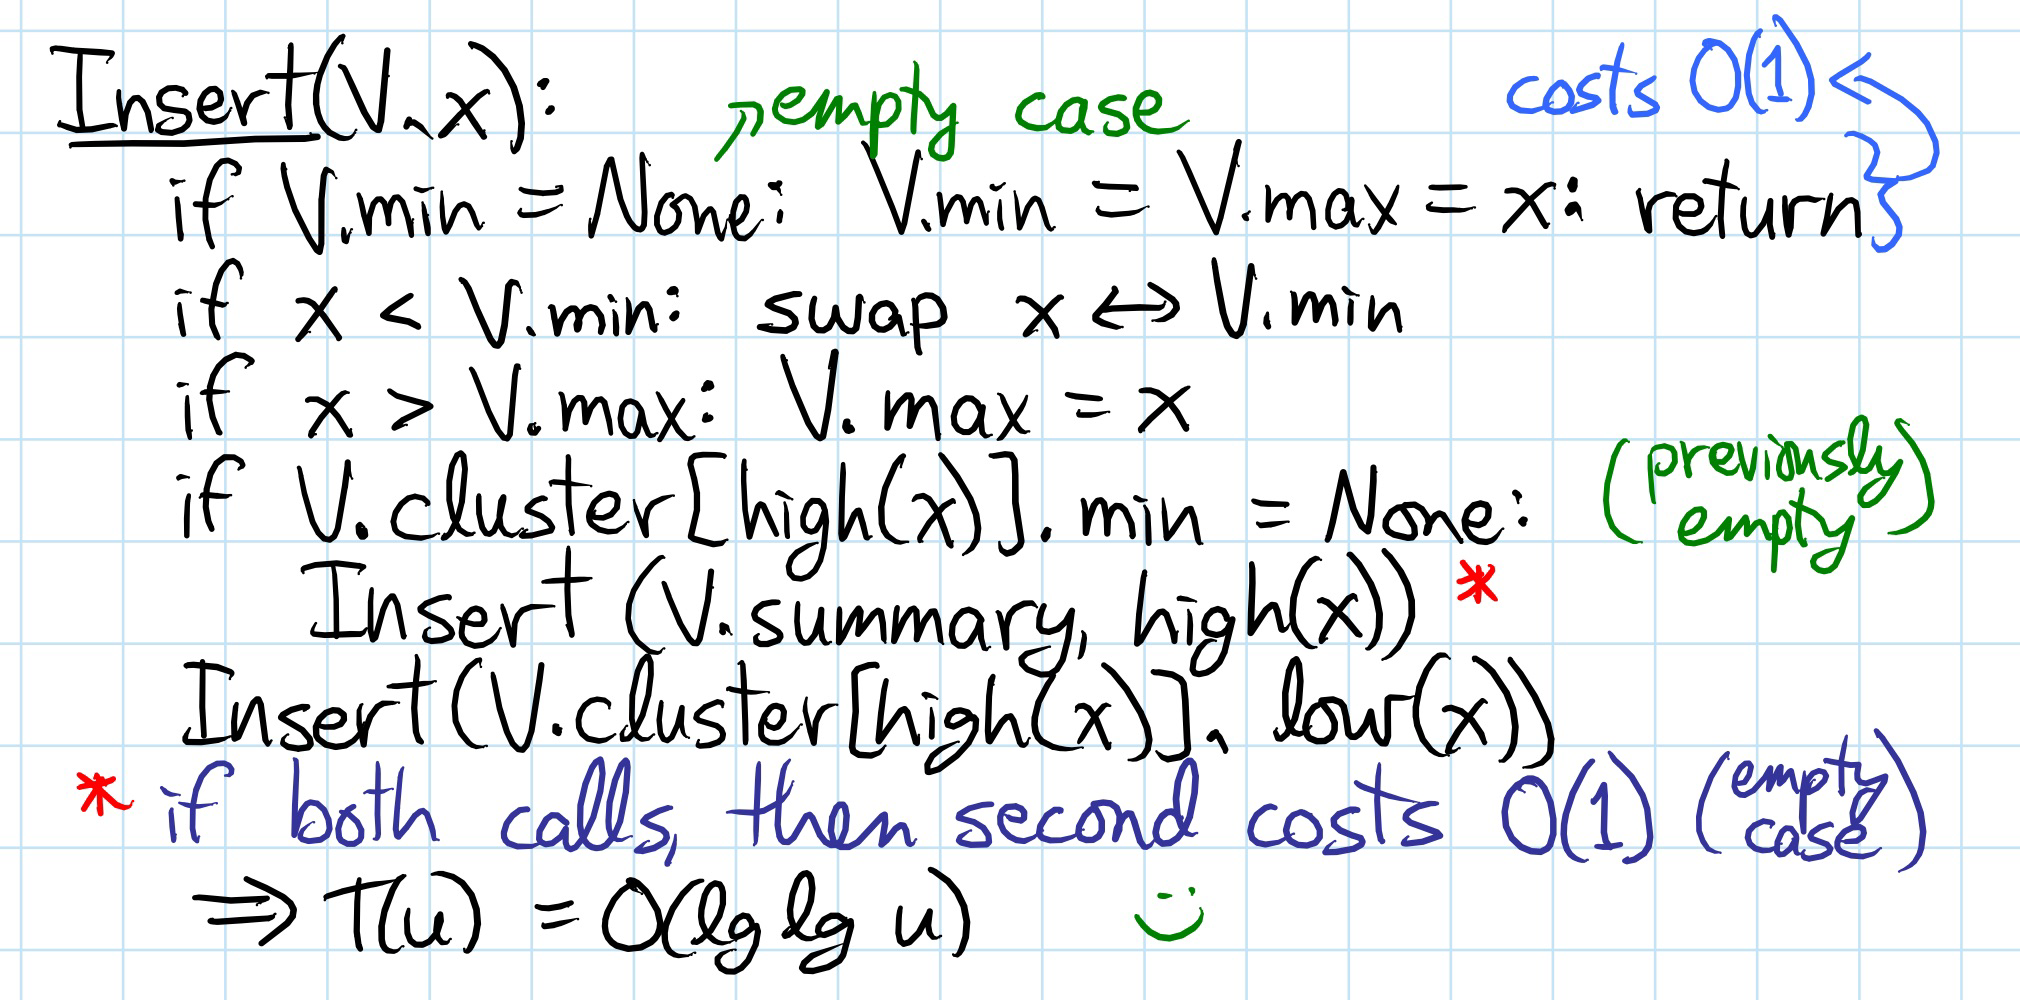 Insert(V, x):
↗empty case
costs O(1) ←
if V.min = None: V.min = V.max = x; return }
if x < V.min: swap x ↔ V.min
if x > V.max: V.max = x
if V.cluster[high(x)].min = None:
(previously
empty)
Insert (V.summary, high(x)) *
Insert(V.cluster[high(x)], low(x))
* if both calls, then second costs O(1) (empty
case)
⇒ T(u) = O(lg lg u) :)